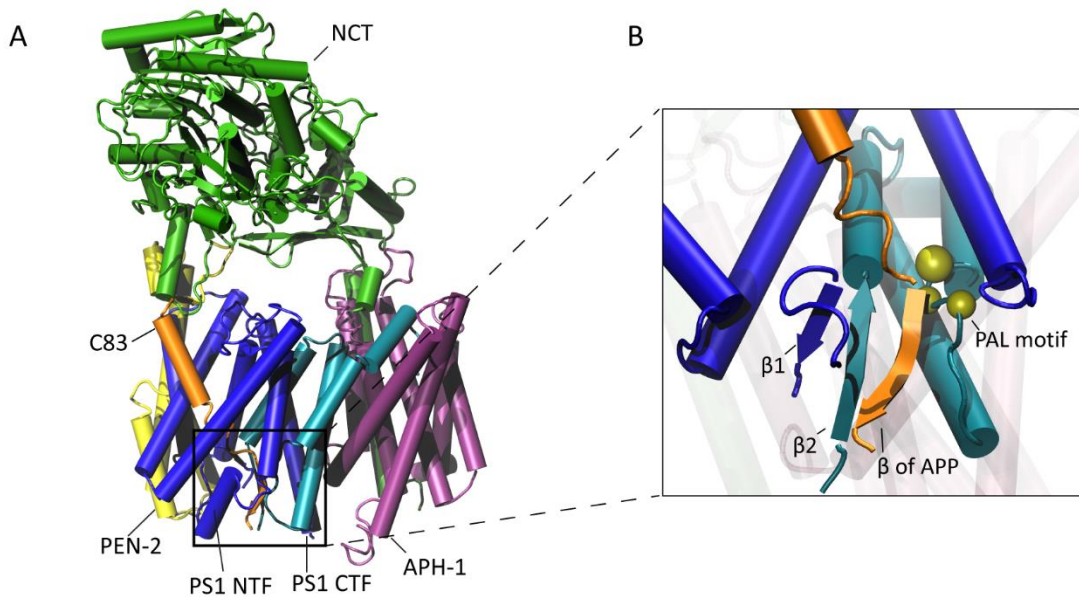 A
NCT
C83
PEN-2
PS1 NTF
PS1 CTF
APH-1
B
PAL motif
β1
β2
β of APP